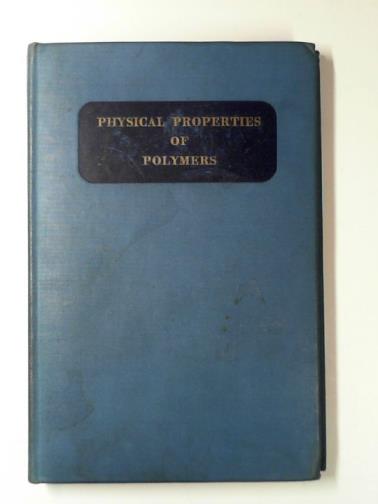 PHYSICAL PROPERTIES
OF
POLYMERS